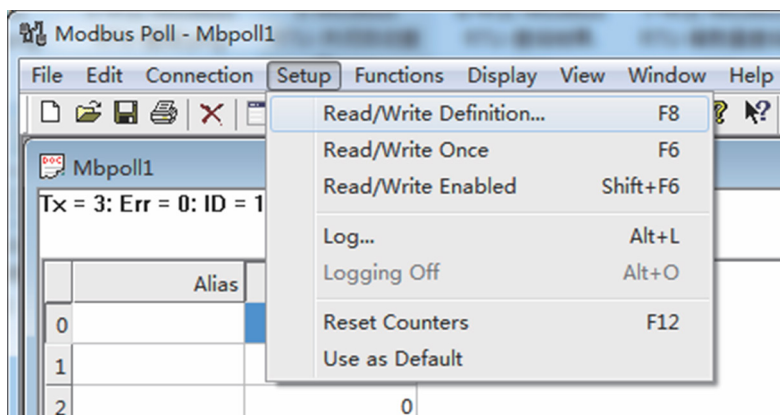 Modbus Poll - Mbpoll1
File Edit Connection Setup Functions Display View Window Help
Read/Write Definition... F8
Read/Write Once F6
Read/Write Enabled Shift+F6
Log... Alt+L
Logging Off Alt+O
Reset Counters F12
Use as Default
DOC
Mbpoll1
Tx = 3: Err = 0: ID = 1
Alias
0
1
2 0